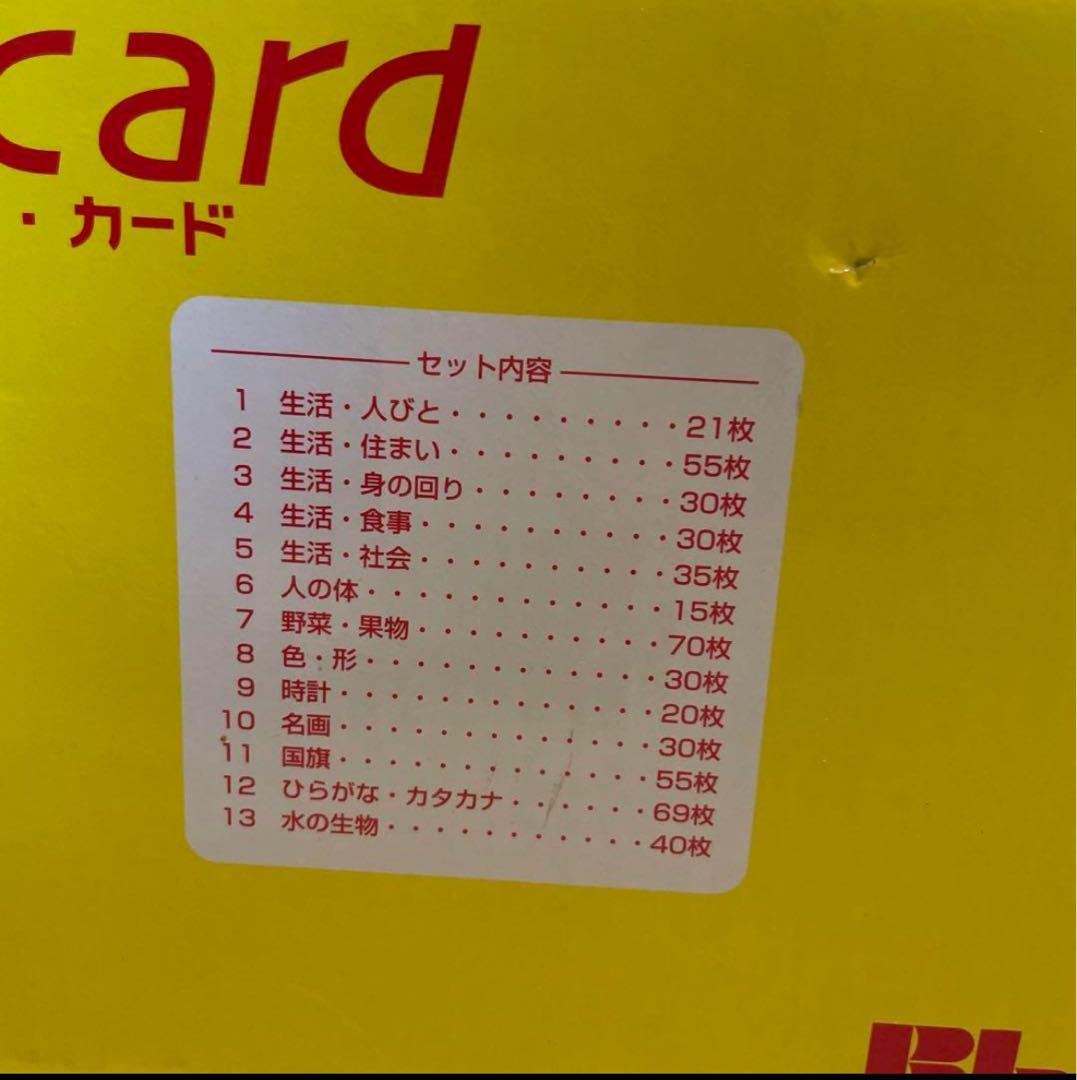 card
・カード
セット内容
1 生活・人びと・・・・・・・・・21枚
2 生活・住まい・・・・・・・・・55枚
3 生活・身の回り・・・・・・・・30枚
4 生活・食事・・・・・・・・・・30枚
5 生活・社会・・・・・・・・・・35枚
6 人の体・・・・・・・・・・・・15枚
7 野菜・果物・・・・・・・・・・70枚
8 色・形・・・・・・・・・・・・30枚
9 時計・・・・・・・・・・・・・20枚
10 名画・・・・・・・・・・・・・30枚
11 国旗・・・・・・・・・・・・・55枚
12 ひらがな・カタカナ・・・・・・69枚
13 水の生物・・・・・・・・・・・40枚